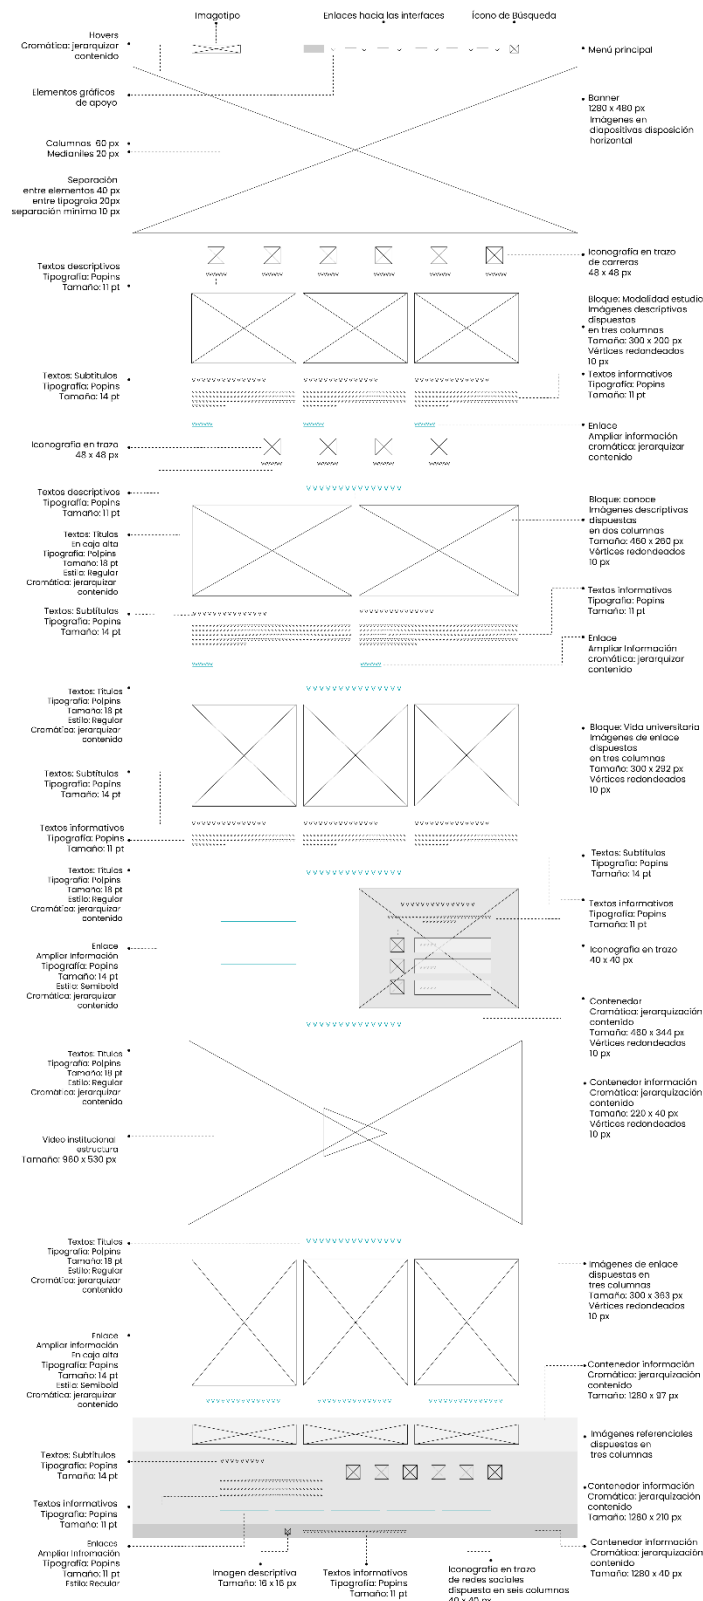 Imagotipo
Enlaces hacia las interfaces
Ícono de Búsqueda
Hovers
Cromática: jerarquizar
contenido
Menú principal
Elementos gráficos
de apoyo
Banner
1280 x 480 px
Imágenes en
diapositivas disposición
horizontal
Columnas 60 px
Medianiles 20 px
Separación
entre elementos 40 px
entre tipograia 20px
separación mínima 10 px
Iconografía en trazo
de carreras
48 x 48 px
Textos descriptivos
Tipografía: Popins
Tamaño: 11 pt
Bloque: Modalidad estudio
Imágenes descriptivas
dispuestas
en tres columnas
Tamaño: 300 x 200 px
Vértices redondeados
10 px
Textos: Subtítulos
Tipografía: Popins
Tamaño: 14 pt
Textos informativos
Tipografía: Popins
Tamaño: 11 pt
Enlace
Ampliar información
cromática: jerarquizar
contenido
Iconografía en trazo
48 x 48 px
Textos descriptivos
Tipografía: Popins
Tamaño: 11 pt
Bloque: conoce
Imágenes descriptivas
dispuestas
en dos columnas
Tamaño: 460 x 260 px
Vértices redondeados
10 px
Textos: Títulos
En caja alta
Tipografía: Polpins
Tamaño: 18 pt
Estilo: Regular
Cromática: jerarquizar
contenido
Textos informativos
Tipografía: Popins
Tamaño: 11 pt
Textos: Subtítulos
Tipografía: Popins
Tamaño: 14 pt
Enlace
Ampliar Información
cromática: jerarquizar
contenido
Textos: Títulos
Tipografía: Polpins
Tamaño: 18 pt
Estilo: Regular
Cromática: jerarquizar
contenido
Bloque: Vida universitaria
Imágenes de enlace
dispuestas
en tres columnas
Tamaño: 300 x 292 px
Vértices redondeados
10 px
Textos: Subtítulos
Tipografía: Popins
Tamaño: 14 pt
Textos informativos
Tipografía: Popins
Tamaño: 11 pt
Textos: Subtítulos
Tipografía: Popins
Tamaño: 14 pt
Textos: Títulos
Tipografía: Polpins
Tamaño: 18 pt
Estilo: Regular
Cromática: jerarquizar
contenido
Textos informativos
Tipografía: Popins
Tamaño: 11 pt
Enlace
Ampliar Información
Tipografía: Popins
Tamaño: 14 pt
Estilo: Semibold
Cromática: jerarquizar
contenido
Iconografía en trazo
40 x 40 px
Contenedor
Cromática: jerarquización
contenido
Tamaño: 460 x 344 px
Vértices redondeados
10 px
Textos: Títulos
Tipografía: Polpins
Tamaño: 18 pt
Estilo: Regular
Cromática: jerarquizar
contenido
Contenedor información
Cromática: jerarquización
contenido
Tamaño: 220 x 40 px
Vértices redondeados
10 px
Video institucional
estructura
Tamaño: 960 x 530 px
Textos: Títulos
Tipografía: Polpins
Tamaño: 18 pt
Estilo: Regular
Cromática: jerarquizar
contenido
Imágenes de enlace
dispuestas en
tres columnas
Tamaño: 300 x 363 px
Vértices redondeados
10 px
Enlace
Ampliar información
En caja alta
Tipografía: Popins
Tamaño: 14 pt
Estilo: Semibold
Cromática: jerarquizar
contenido
Contenedor información
Cromática: jerarquización
contenido
Tamaño: 1280 x 97 px
Imágenes referenciales
dispuestas en
tres columnas
Textos: Subtítulos
Tipografía: Popins
Tamaño: 14 pt
Contenedor información
Cromática: jerarquización
contenido
Tamaño: 1280 x 210 px
Textos informativos
Tipografía: Popins
Tamaño: 11 pt
Enlaces
Ampliar Infromación
Tipografía: Popins
Tamaño: 11 pt
Estilo: Regular
Contenedor información
Cromática: jerarquización
contenido
Tamaño: 1280 x 40 px
Imagen descriptiva
Tamaño: 16 x 16 px
Textos informativos
Tipografía: Popins
Tamaño: 11 pt
Iconografía en trazo
de redes sociales
dispuesta en seis columnas
40 x 40 px